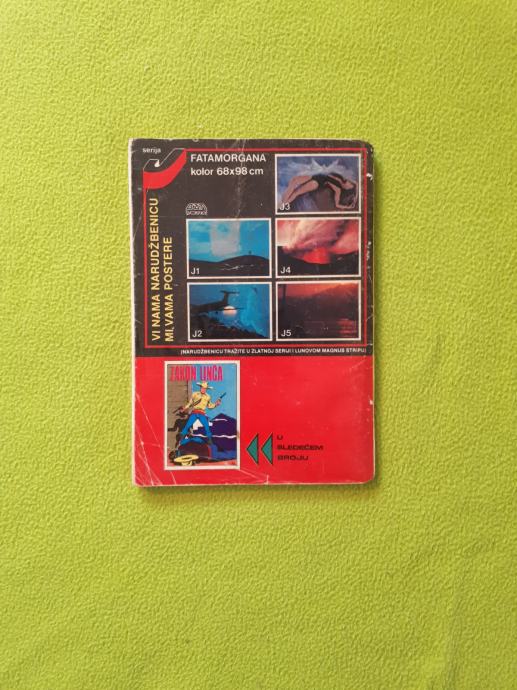 serija
J
FATAMORGANA
kolor 68x98 cm
VI NAMA NARUDŽBENICU
MI VAMA POSTERE
J3
J1
J4
J2
J5
(NARUDŽBENICU TRAŽITE U ZLATNOJ SERIJI I LUNOVOM MAGNUS STRIPU)
ZAKON LINČA
U
SLEDEĆEM
BROJU